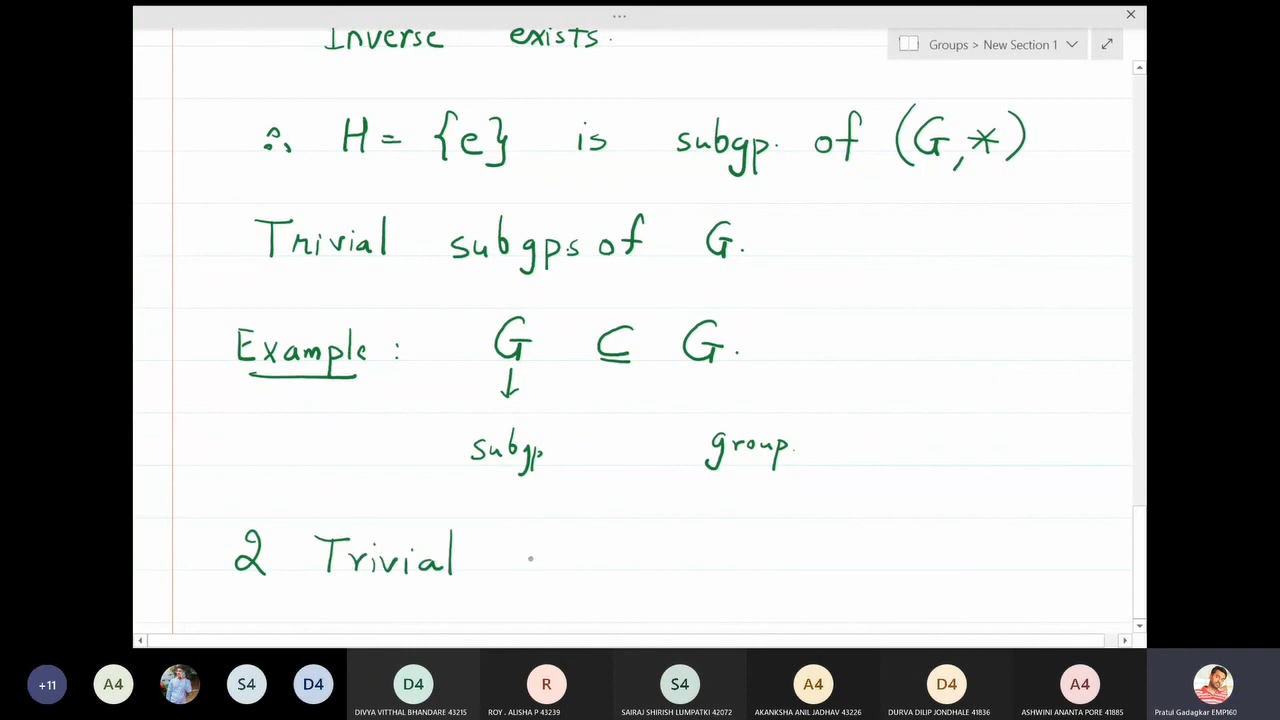 Inverse exists.
Groups > New Section 1
∴ H = {e} is subgp. of (G, *)
Trivial subgps of G.
Example : G ⊆ G.
↓
subgp group.
2 Trivial
+11 A4 S4 D4 D4 R S4 A4 D4 A4
DIVYA VITTHAL BHANDARE 43215 ROY . ALISHA P 43239 SAIRAJ SHIRISH LUMPATKI 42072 AKANKSHA ANIL JADHAV 43226 DURVA DILIP JONDHALE 41836 ASHWINI ANANTA PORE 41885 Pratul Gadagkar EMP160